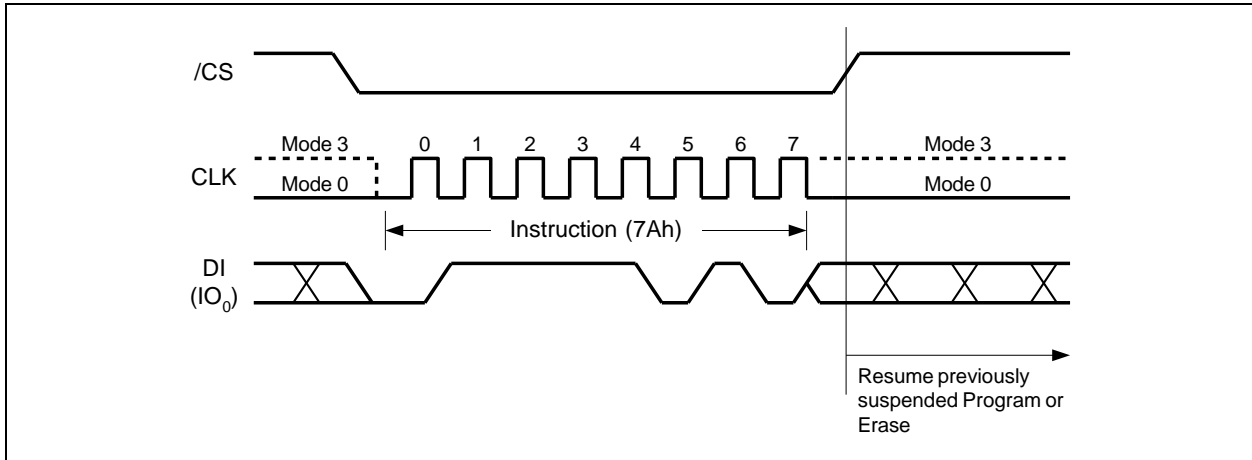 /CS
Mode 3
0 1 2 3 4 5 6 7
Mode 3
CLK
Mode 0
Mode 0
Instruction (7Ah)
DI
(IO0)
Resume previously
suspended Program or
Erase